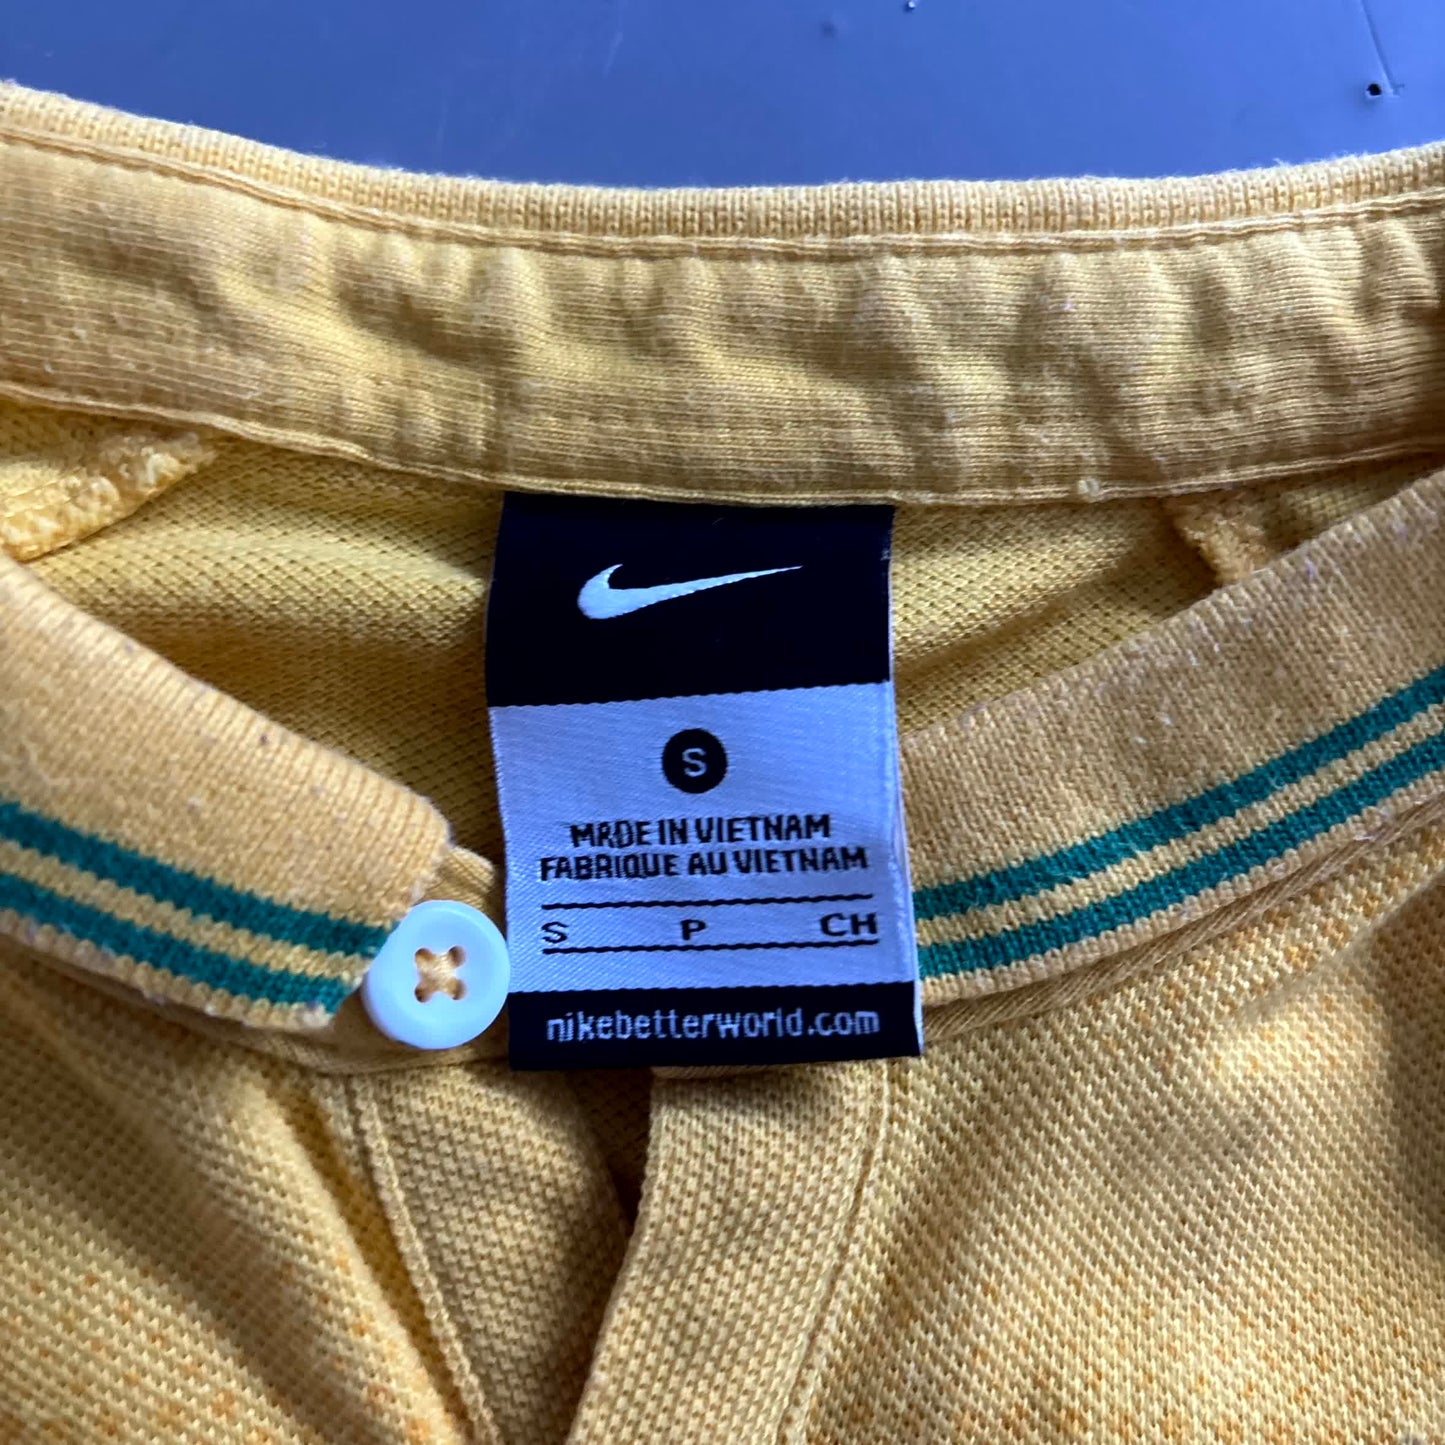 S
MADE IN VIETNAM
FABRIQUE AU VIETNAM
S P CH
nikebetterworld.com